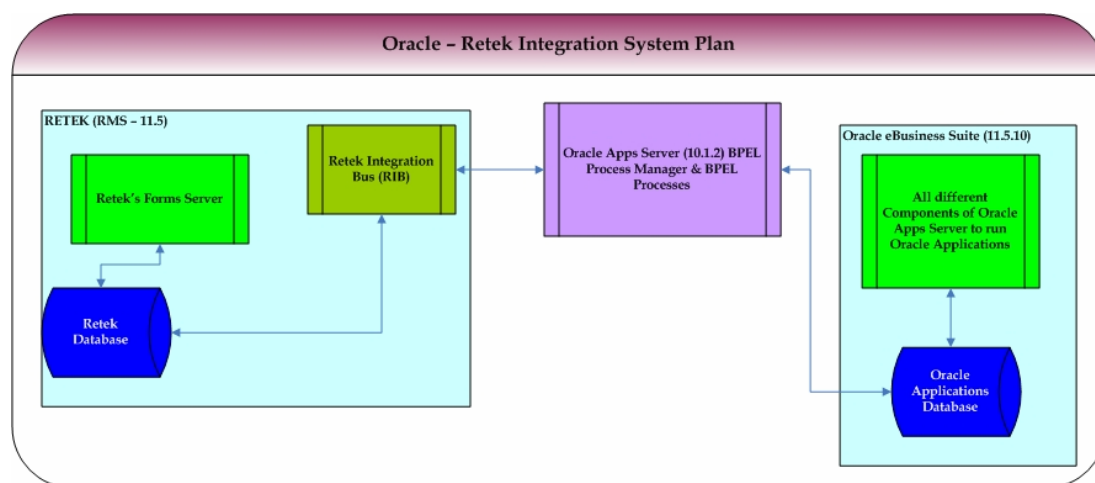 Oracle – Retek Integration System Plan
RETEK (RMS – 11.5)
Retek's Forms Server
Retek Integration
Bus (RIB)
Retek
Database
Oracle Apps Server (10.1.2) BPEL
Process Manager & BPEL
Processes
Oracle eBusiness Suite (11.5.10)
All different
Components of Oracle
Apps Server to run
Oracle Applications
Oracle
Applications
Database